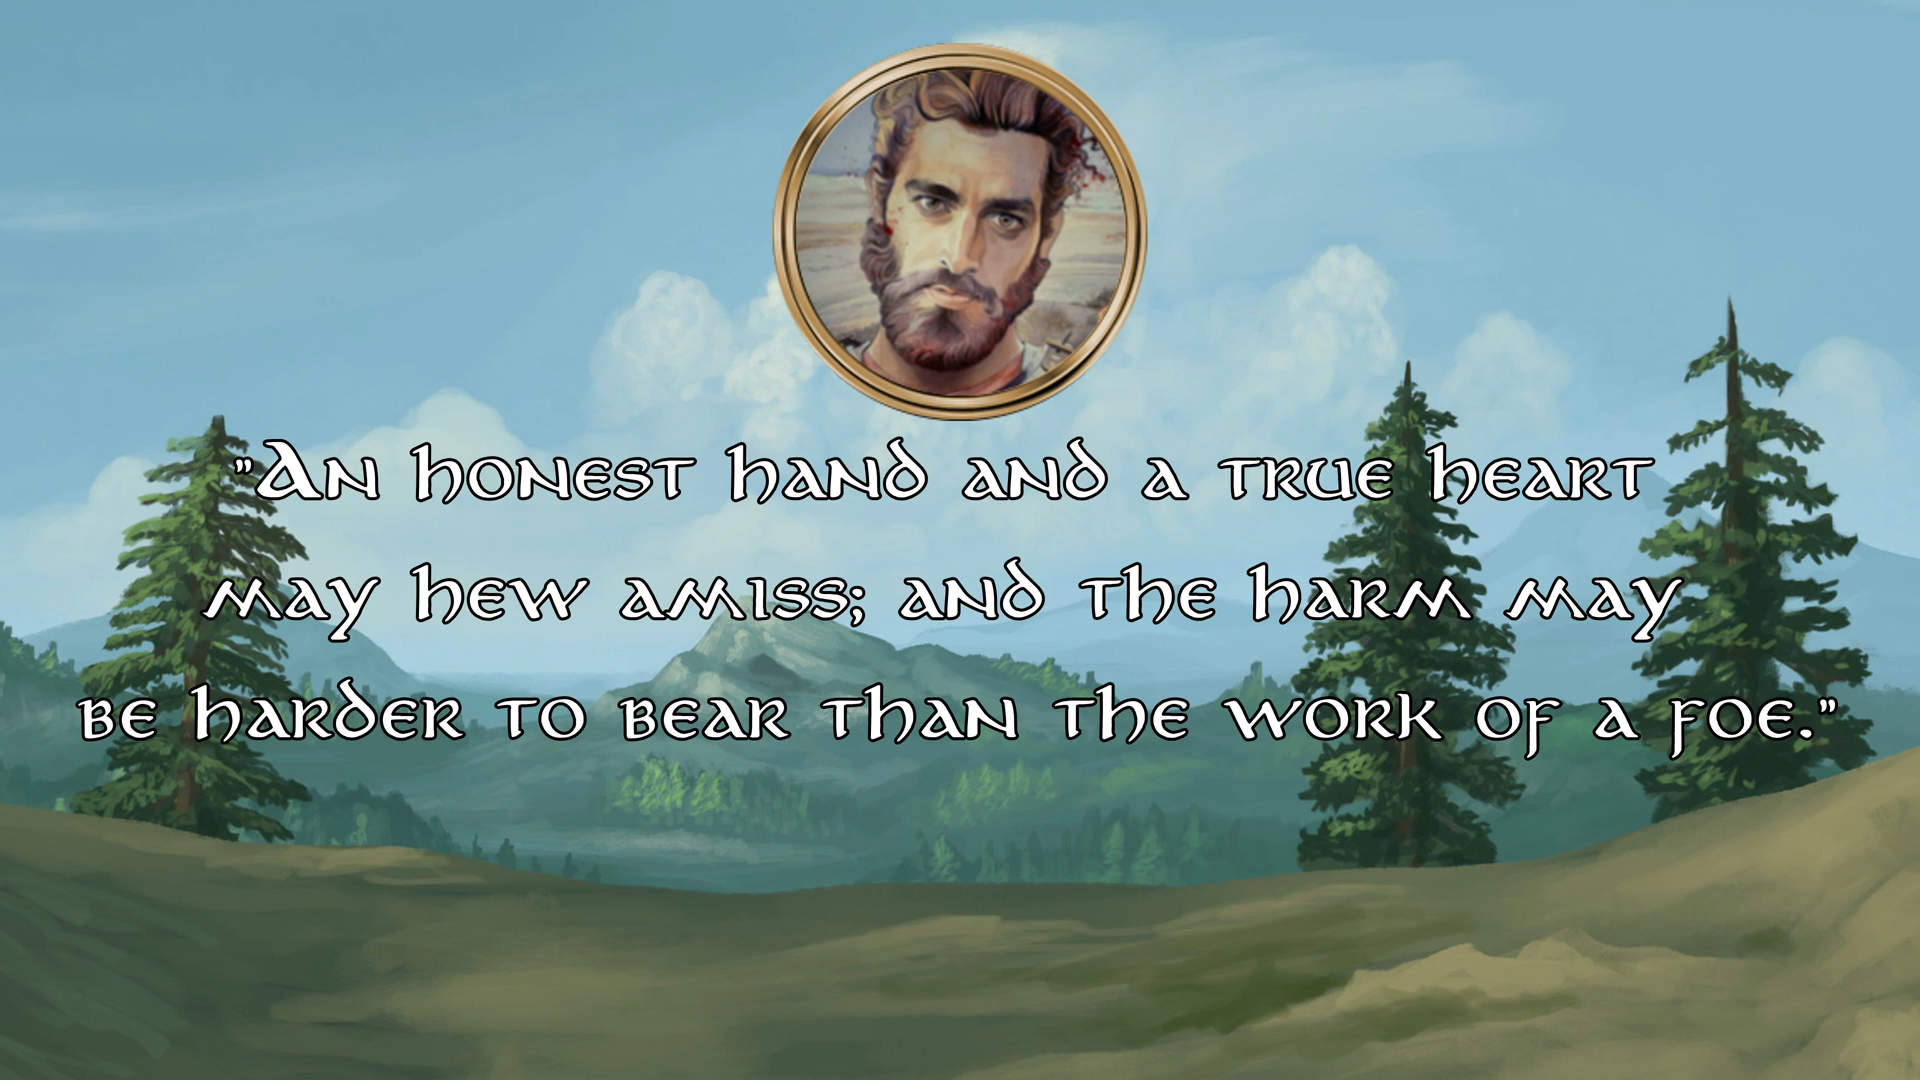 "An honest hand and a true heart
may hew amiss; and the harm may
be harder to bear than the work of a foe."